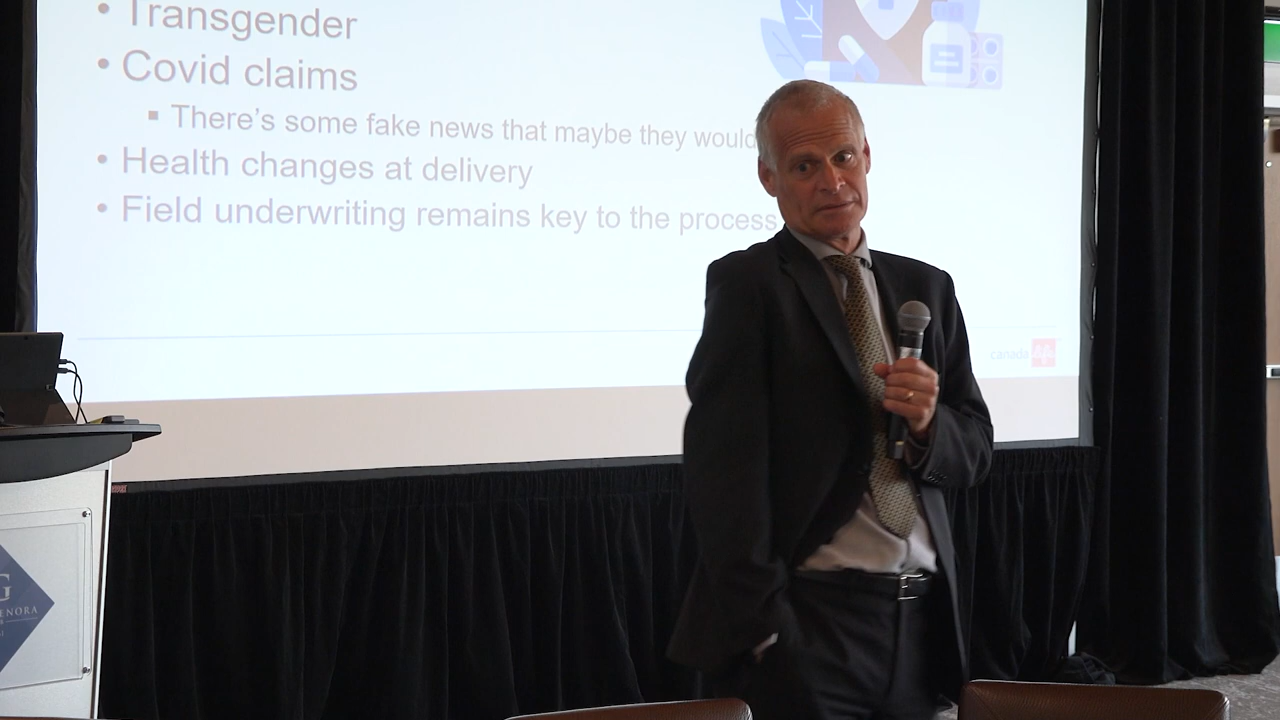 • Transgender
• Covid claims
▪ There's some fake news that maybe they would
• Health changes at delivery
• Field underwriting remains key to the process
canada life
G
ENORA